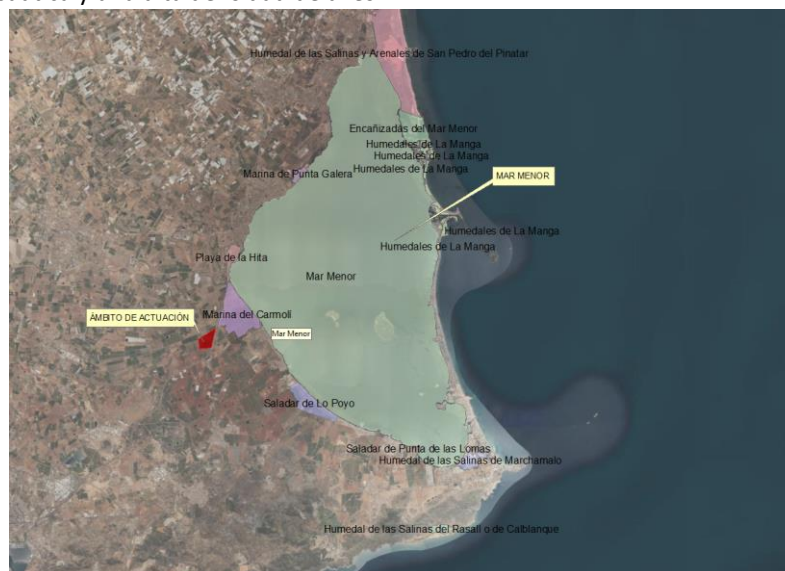 Humedal de las Salinas y Arenales de San Pedro del Pinatar
Encañizadas del Mar Menor
Humedales de La Manga
Humedales de La Manga
Humedales de La Manga
Marina de Punta Galera
MAR MENOR
Humedales de La Manga
Humedales de La Manga
Playa de la Hita
Mar Menor
ÁMBITO DE ACTUACIÓN
Marina del Carmolí
Mar Menor
Saladar de Lo Poyo
Saladar de Punta de las Lomas
Humedal de las Salinas de Marchamalo
Humedal de las Salinas del Rasall o de Calblanque